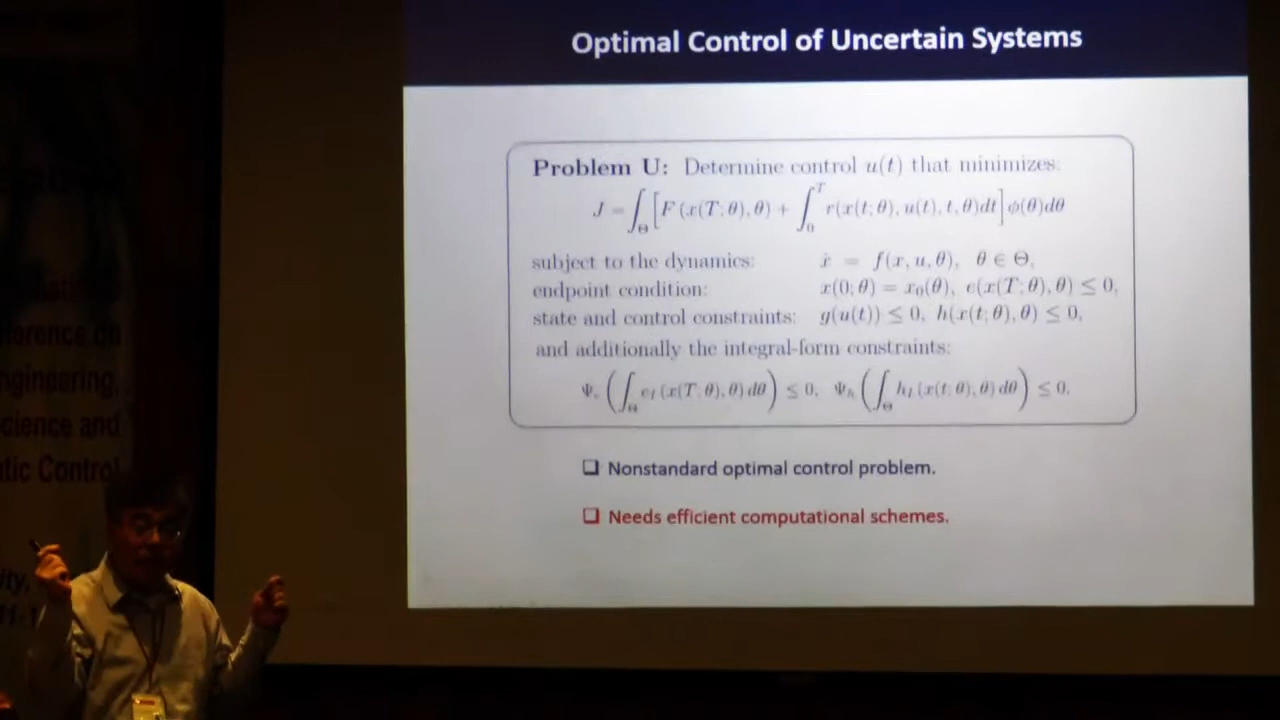 Optimal Control of Uncertain Systems
Problem U: Determine control u(t) that minimizes:
J = ∫_Θ [F(x(T;θ),θ) + ∫_0^T r(x(t;θ),u(t),t,θ)dt] ϕ(θ)dθ
subject to the dynamics: ẋ = f(x,u,θ), θ ∈ Θ,
endpoint condition: x(0;θ) = x₀(θ), e(x(T;θ),θ) ≤ 0,
state and control constraints: g(u(t)) ≤ 0, h(x(t;θ),θ) ≤ 0,
and additionally the integral-form constraints:
Ψ_e (∫_Θ e_I(x(T;θ),θ)dθ) ≤ 0, Ψ_h (∫_Θ h_I(x(t;θ),θ)dθ) ≤ 0.
❑ Nonstandard optimal control problem.
❑ Needs efficient computational schemes.
ference on
ngineering,
cience and
tic Control
ity,